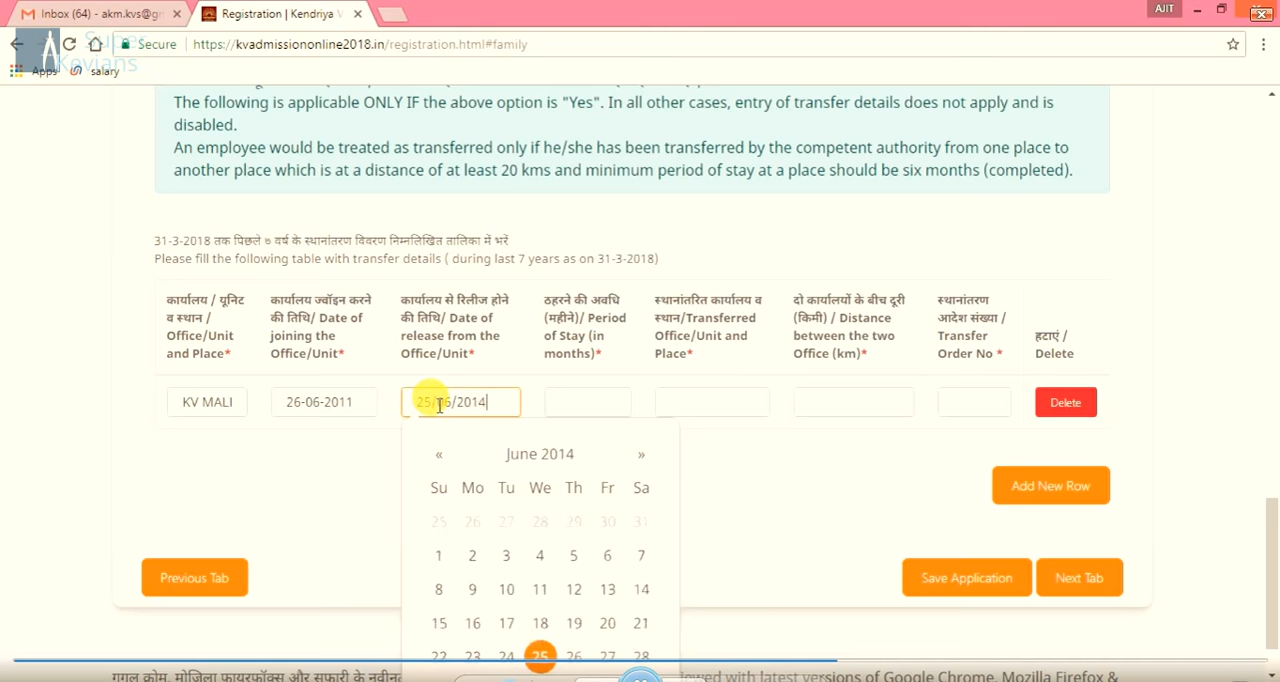 Inbox (64) - akm.kvs@gm
Registration | Kendriya V
AJIT
Secure
https://kvadmissiononline2018.in/registration.html#family
Super
Kevians
Apps
salary
The following is applicable ONLY IF the above option is "Yes". In all other cases, entry of transfer details does not apply and is
disabled.
An employee would be treated as transferred only if he/she has been transferred by the competent authority from one place to
another place which is at a distance of at least 20 kms and minimum period of stay at a place should be six months (completed).
31-3-2018 तक पिछले ७ वर्ष के स्थानांतरण विवरण निम्नलिखित तालिका में भरें
Please fill the following table with transfer details ( during last 7 years as on 31-3-2018)
कार्यालय / यूनिट
व स्थान /
Office/Unit
and Place*
कार्यालय ज्वॉइन करने
की तिथि/ Date of
joining the
Office/Unit*
कार्यालय से रिलीज होने
की तिथि/ Date of
release from the
Office/Unit*
ठहरने की अवधि
(महीने)/ Period
of Stay (in
months)*
स्थानांतरित कार्यालय व
स्थान/Transferred
Office/Unit and
Place*
दो कार्यालयों के बीच दूरी
(किमी) / Distance
between the two
Office (km)*
स्थानांतरण
आदेश संख्या /
Transfer
Order No *
हटाएं /
Delete
KV MALI
26-06-2011
25/06/2014
Delete
« June 2014 »
Su Mo Tu We Th Fr Sa
25 26 27 28 29 30 31
1 2 3 4 5 6 7
8 9 10 11 12 13 14
15 16 17 18 19 20 21
22 23 24 25 26 27 28
Add New Row
Previous Tab
Save Application
Next Tab
गूगल क्रोम, मोज़िला फायरफॉक्स और सफारी के नवीन
ewed with latest versions of Google Chrome, Mozilla Firefox &